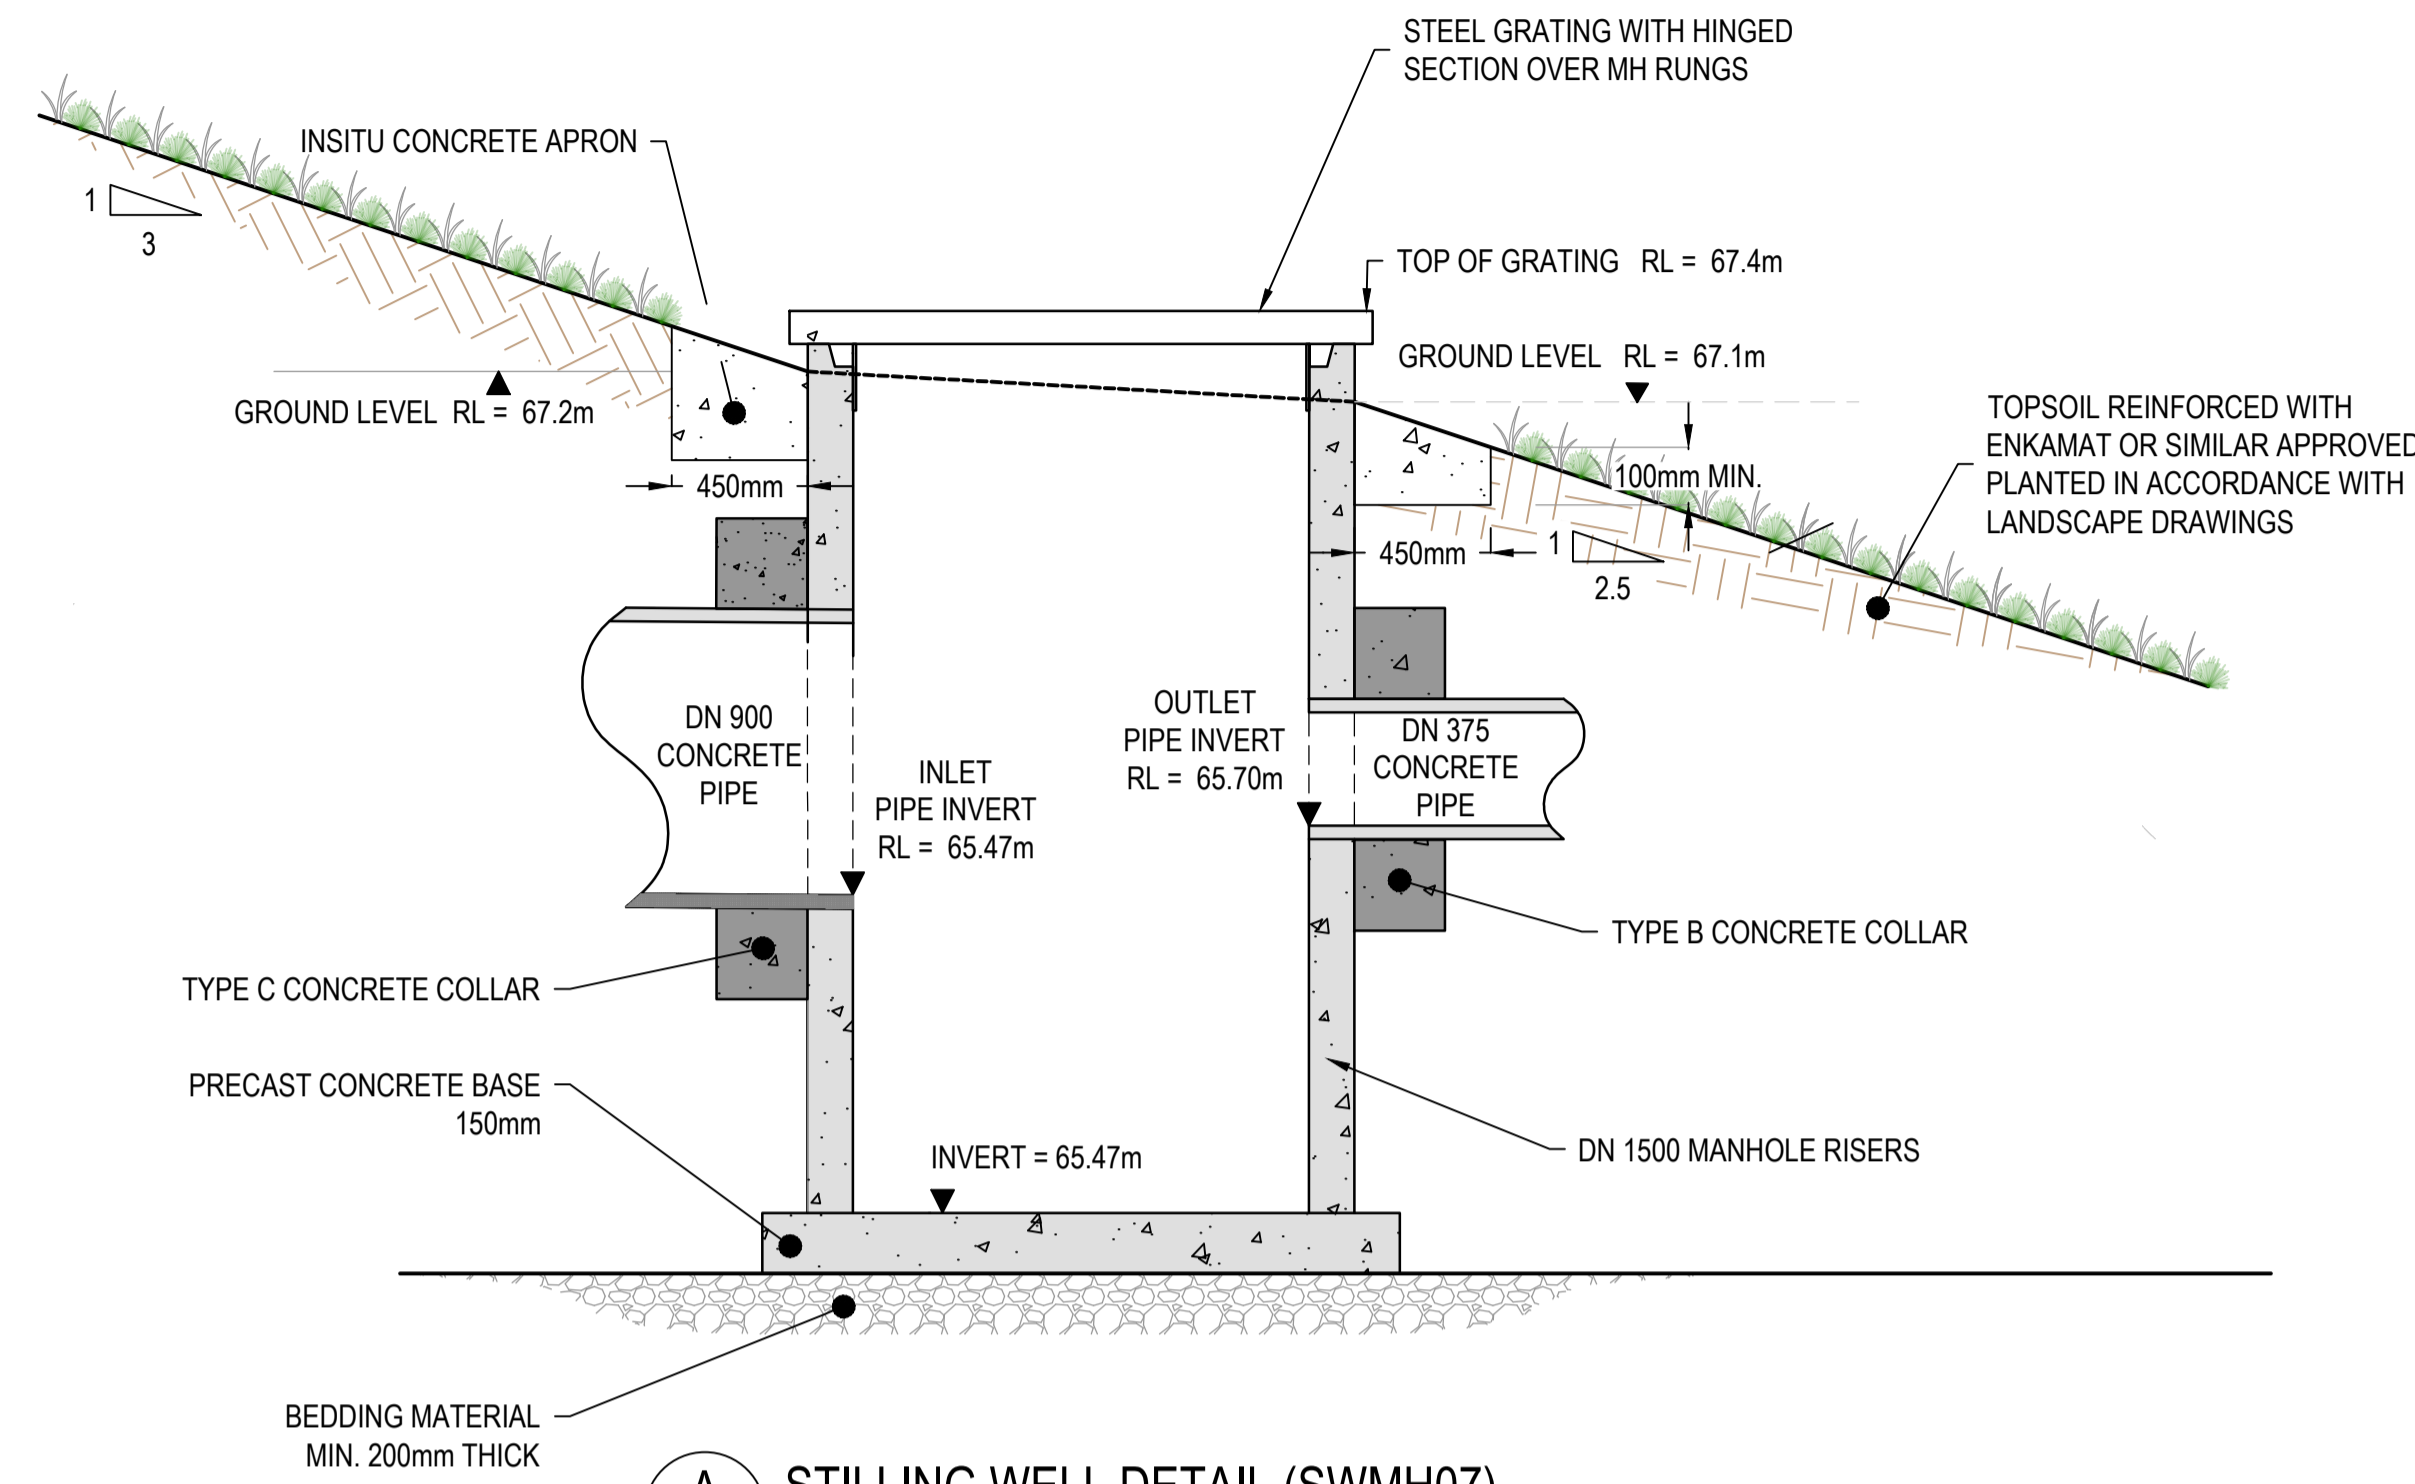 STEEL GRATING WITH HINGED
SECTION OVER MH RUNGS
INSITU CONCRETE APRON
1
3
TOP OF GRATING RL = 67.4m
GROUND LEVEL RL = 67.1m
GROUND LEVEL RL = 67.2m
TOPSOIL REINFORCED WITH
ENKAMAT OR SIMILAR APPROVED
PLANTED IN ACCORDANCE WITH
LANDSCAPE DRAWINGS
100mm MIN.
450mm
450mm
1
2.5
DN 900
CONCRETE
PIPE
INLET
PIPE INVERT
RL = 65.47m
OUTLET
PIPE INVERT
RL = 65.70m
DN 375
CONCRETE
PIPE
TYPE B CONCRETE COLLAR
TYPE C CONCRETE COLLAR
PRECAST CONCRETE BASE
150mm
INVERT = 65.47m
DN 1500 MANHOLE RISERS
BEDDING MATERIAL
MIN. 200mm THICK
A
STILLING WELL DETAIL (SWMH07)